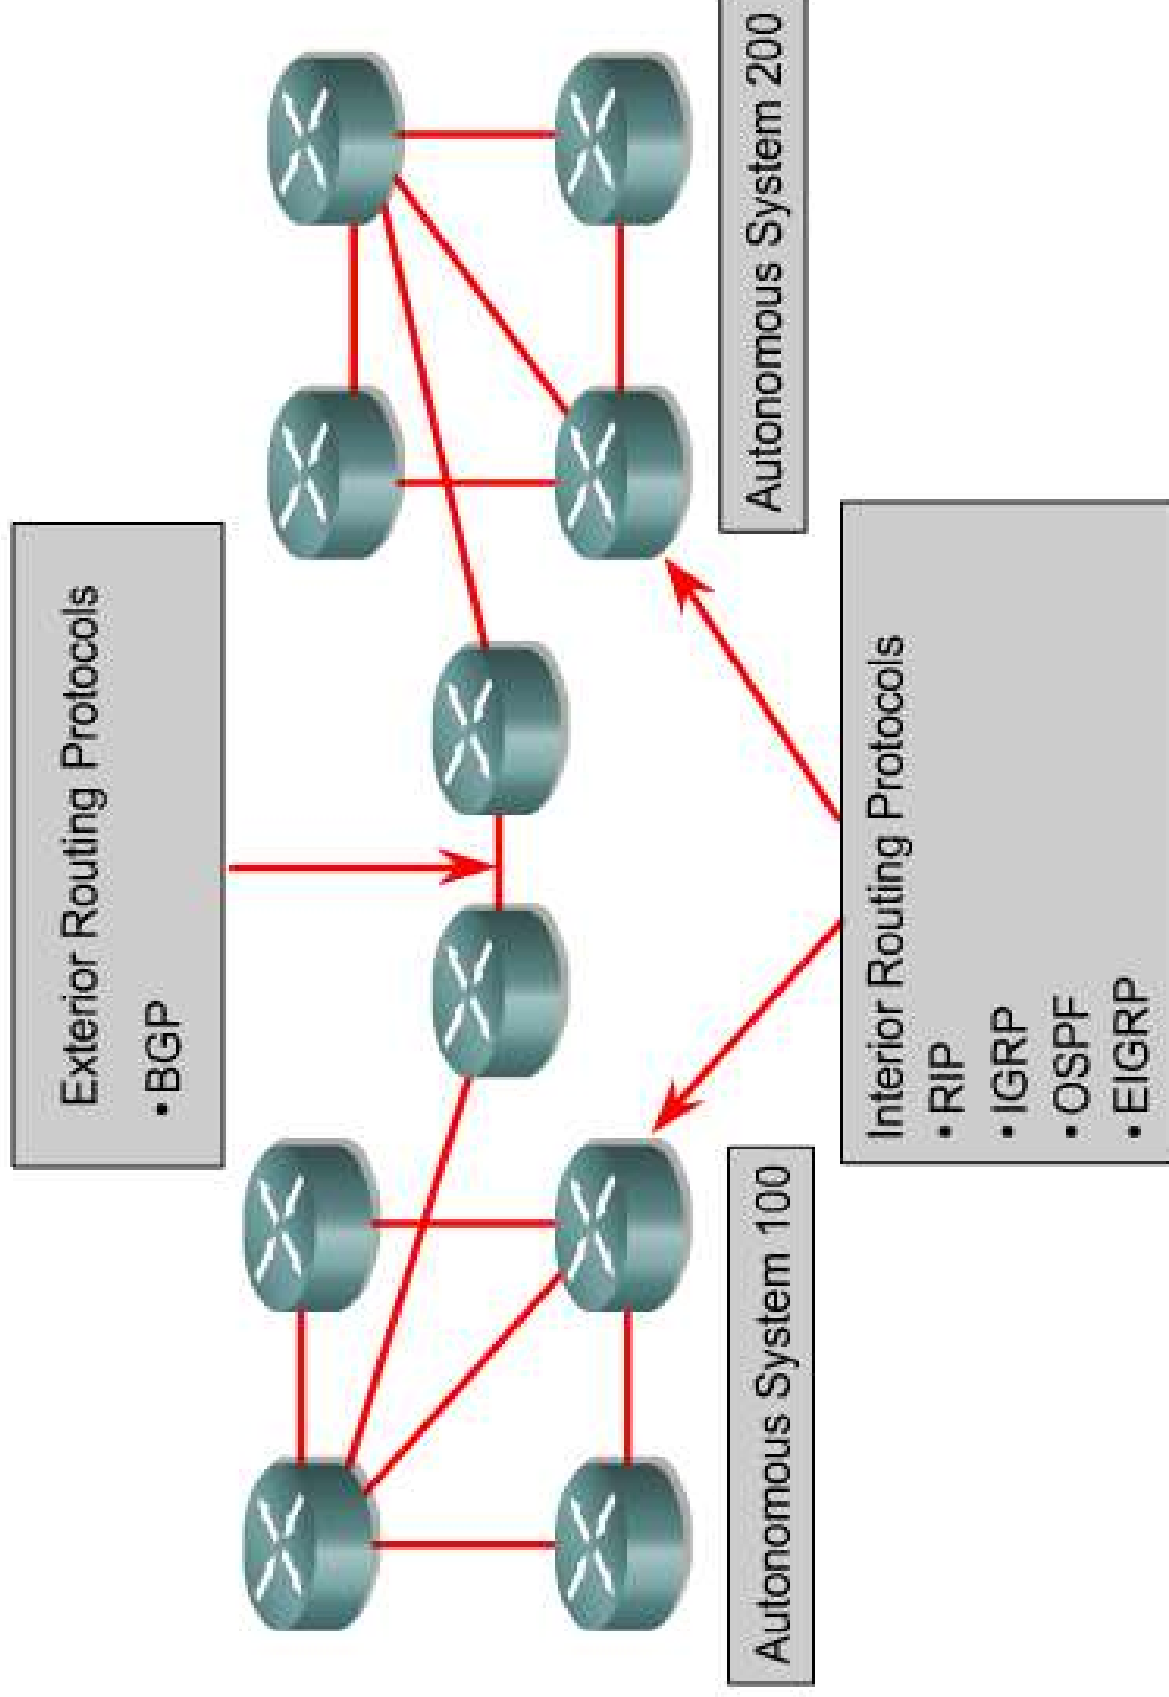 Exterior Routing Protocols
•BGP
Autonomous System 100
Autonomous System 200
Interior Routing Protocols
•RIP
•IGRP
•OSPF
•EIGRP